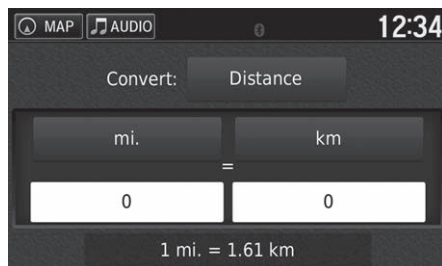 MAP AUDIO 12:34
Convert: Distance
mi. km
=
0 0
1 mi. = 1.61 km